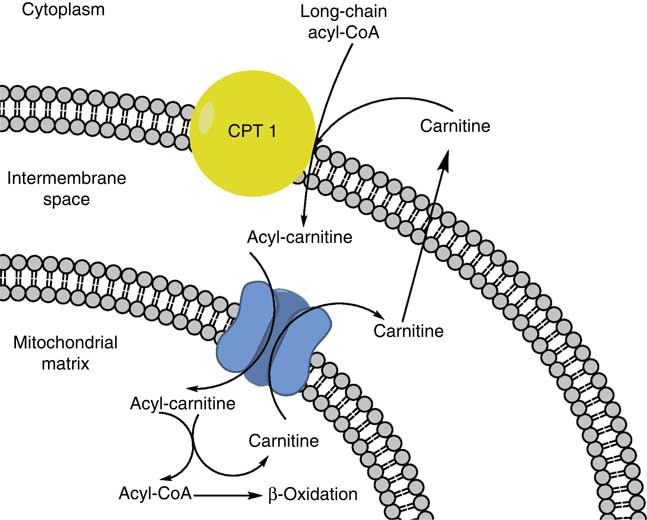 Cytoplasm
Long-chain
acyl-CoA
CPT 1
Carnitine
Intermembrane
space
Acyl-carnitine
Carnitine
Mitochondrial
matrix
Acyl-carnitine
Carnitine
Acyl-CoA
β-Oxidation